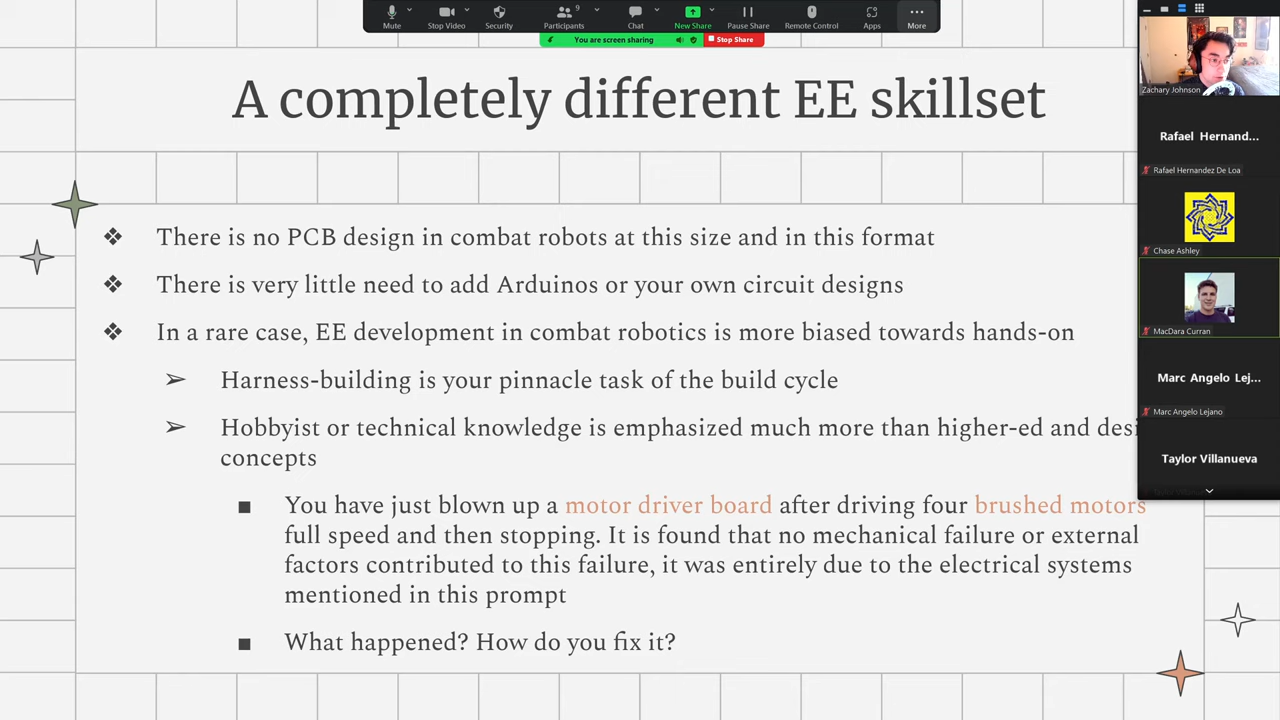 Mute
Stop Video
Security
Participants
9
Chat
New Share
Pause Share
Remote Control
Apps
More
You are screen sharing
Stop Share
A completely different EE skillset
There is no PCB design in combat robots at this size and in this format
There is very little need to add Arduinos or your own circuit designs
In a rare case, EE development in combat robotics is more biased towards hands-on
Harness-building is your pinnacle task of the build cycle
Hobbyist or technical knowledge is emphasized much more than higher-ed and desi
concepts
You have just blown up a motor driver board after driving four brushed motors
full speed and then stopping. It is found that no mechanical failure or external
factors contributed to this failure, it was entirely due to the electrical systems
mentioned in this prompt
What happened? How do you fix it?
Zachary Johnson
Rafael Hernand...
Rafael Hernandez De Loa
Chase Ashley
MacDara Curran
Marc Angelo Lej...
Marc Angelo Lejano
Taylor Villanueva